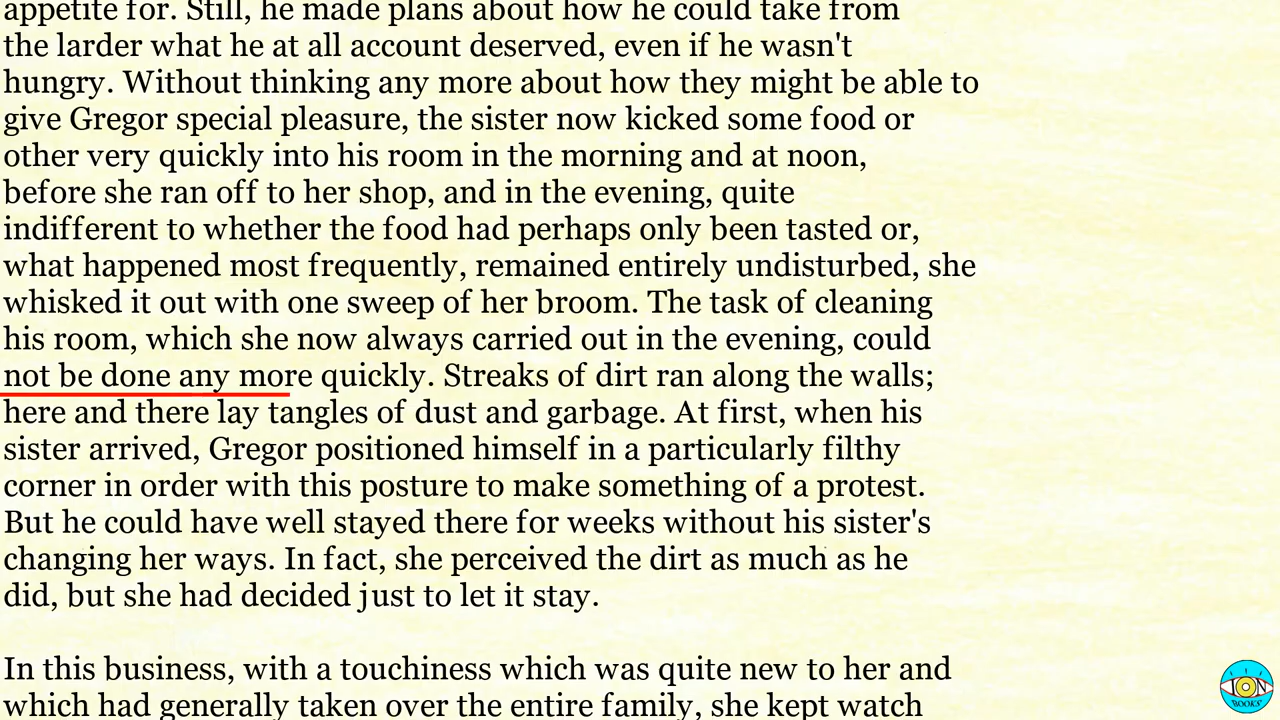 appetite for. Still, he made plans about how he could take from
the larder what he at all account deserved, even if he wasn't
hungry. Without thinking any more about how they might be able to
give Gregor special pleasure, the sister now kicked some food or
other very quickly into his room in the morning and at noon,
before she ran off to her shop, and in the evening, quite
indifferent to whether the food had perhaps only been tasted or,
what happened most frequently, remained entirely undisturbed, she
whisked it out with one sweep of her broom. The task of cleaning
his room, which she now always carried out in the evening, could
not be done any more quickly. Streaks of dirt ran along the walls;
here and there lay tangles of dust and garbage. At first, when his
sister arrived, Gregor positioned himself in a particularly filthy
corner in order with this posture to make something of a protest.
But he could have well stayed there for weeks without his sister's
changing her ways. In fact, she perceived the dirt as much as he
did, but she had decided just to let it stay.
In this business, with a touchiness which was quite new to her and
which had generally taken over the entire family, she kept watch
ION
BOOKS